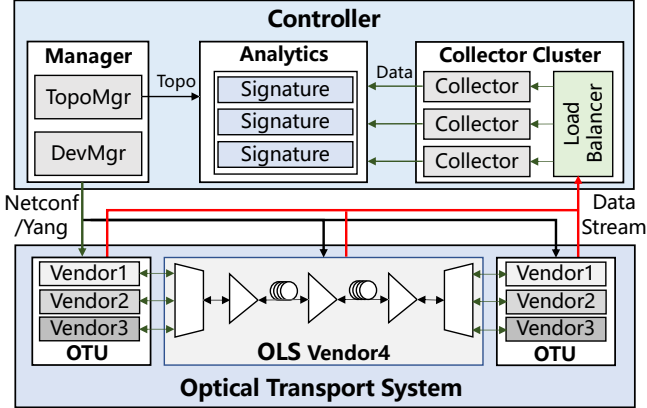 Controller
Manager
TopoMgr
DevMgr
Topo
Analytics
Signature
Signature
Signature
Data
Collector Cluster
Collector
Collector
Collector
Load
Balancer
Netconf
/Yang
Data
Stream
Vendor1
Vendor2
Vendor3
OTU
OLS Vendor4
Vendor1
Vendor2
Vendor3
OTU
Optical Transport System